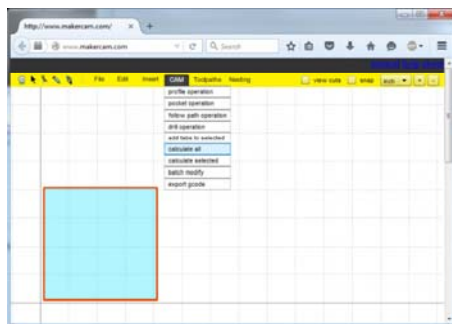 http://www.makercam.com/
www.makercam.com
Search
File Edit Insert CAM Toolpaths Nesting
view cuts snap
profile operation
pocket operation
follow path operation
drill operation
add tabs to selected
calculate all
calculate selected
batch modify
export gcode